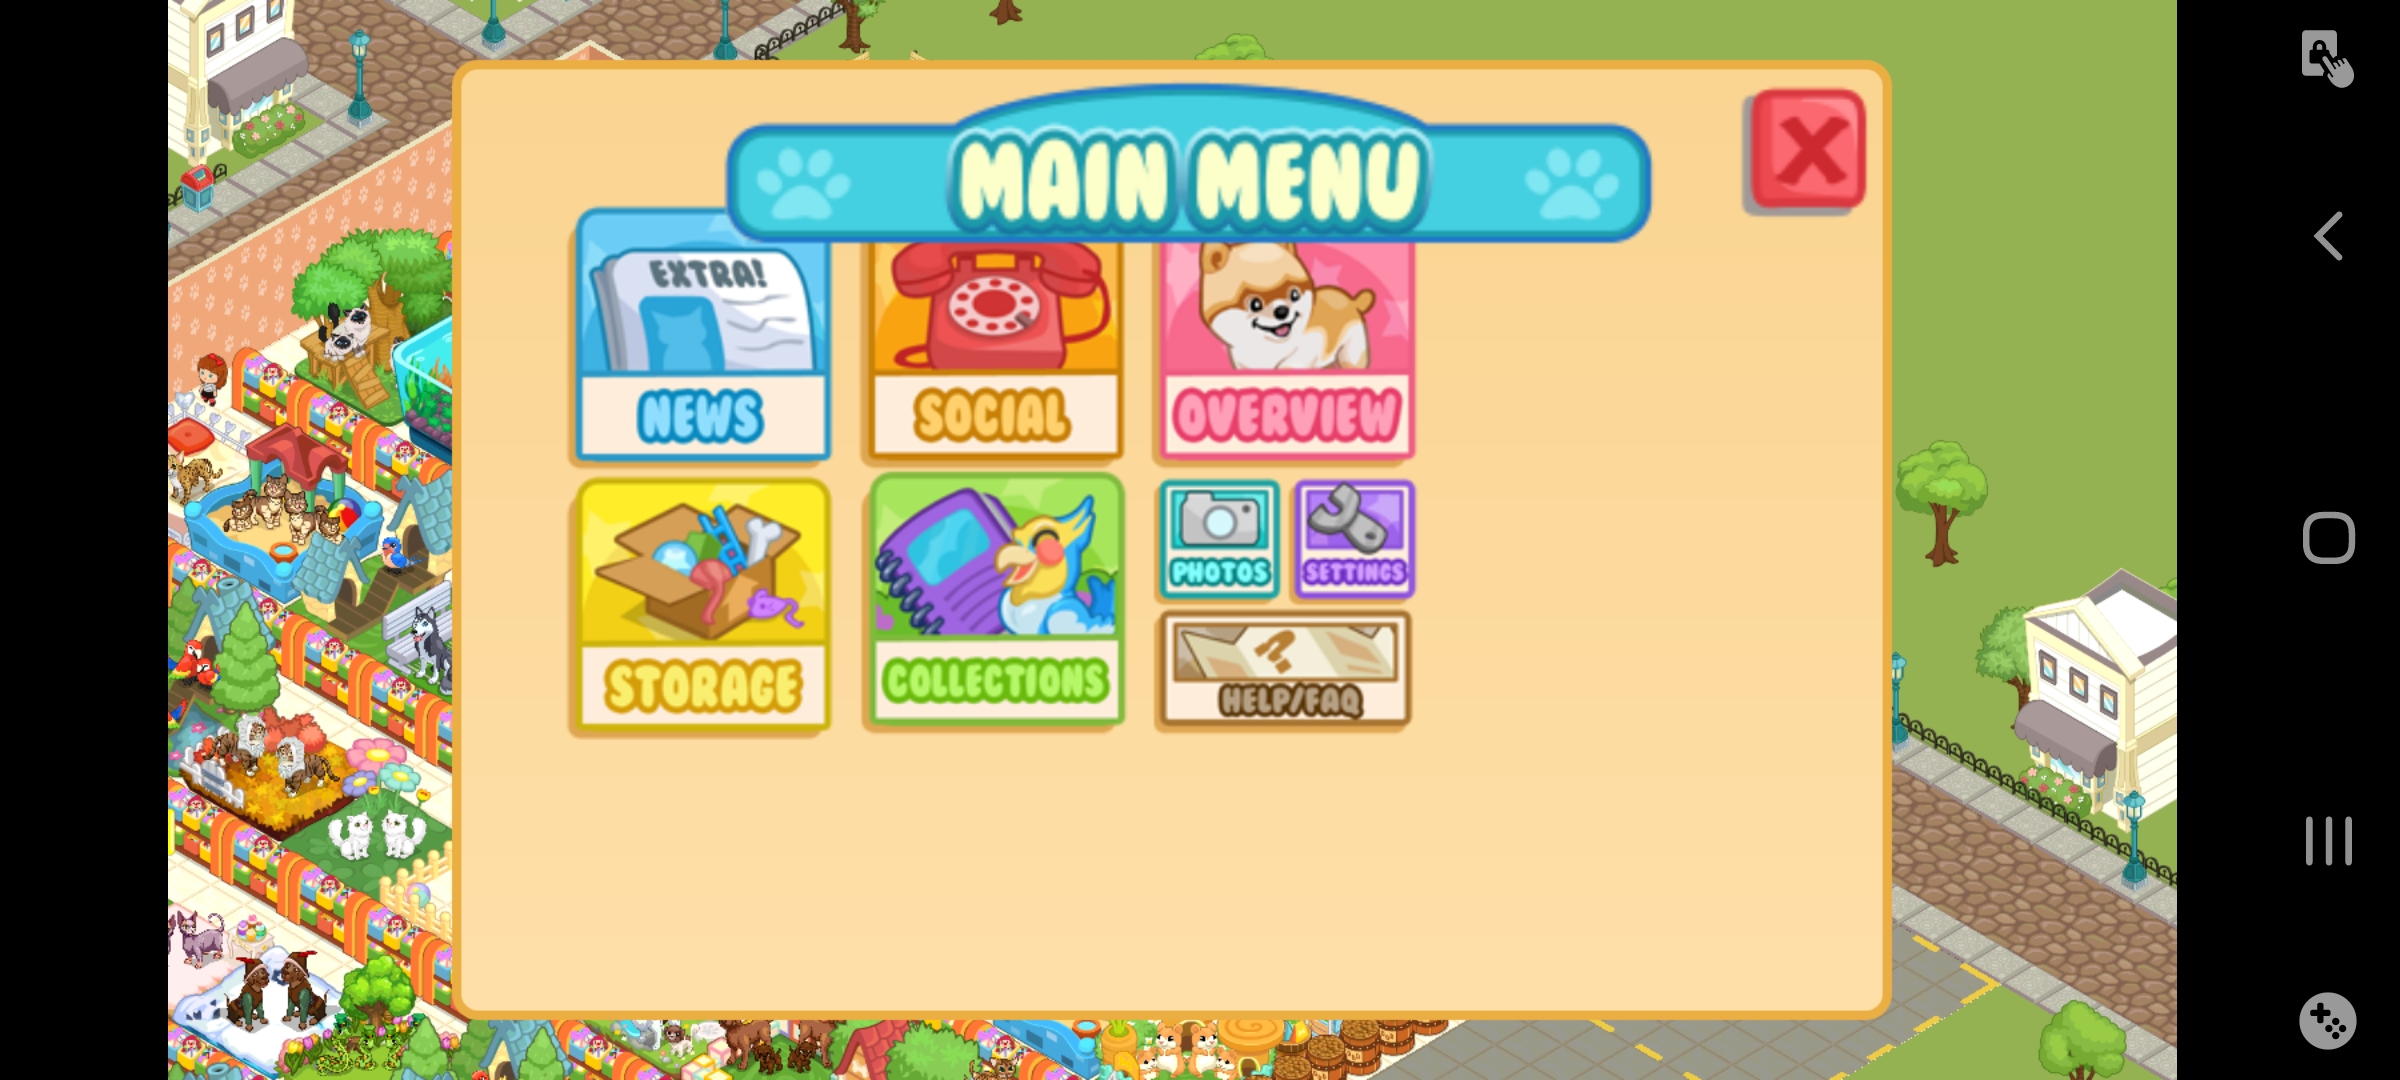 MAIN MENU
EXTRA!
NEWS
SOCIAL
OVERVIEW
STORAGE
COLLECTIONS
PHOTOS
SETTINGS
?
HELP/FAQ